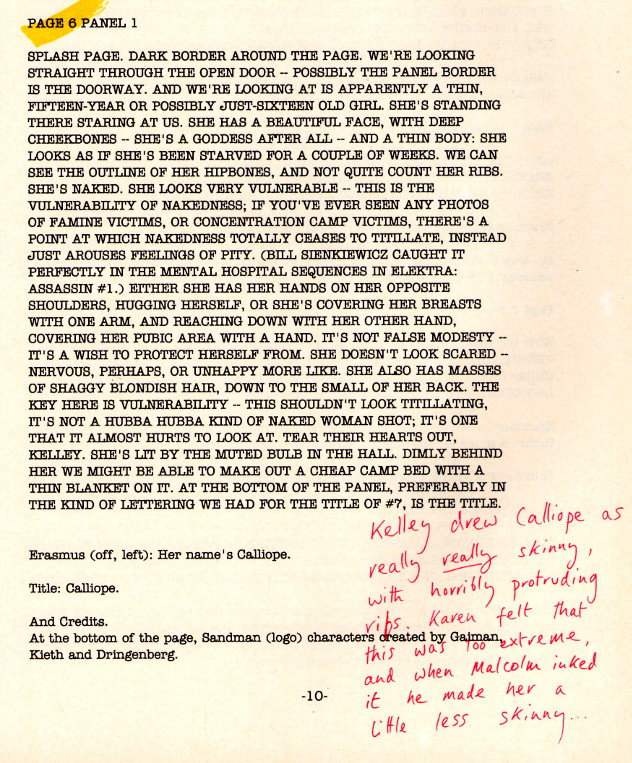 PAGE 6 PANEL 1
SPLASH PAGE. DARK BORDER AROUND THE PAGE. WE'RE LOOKING
STRAIGHT THROUGH THE OPEN DOOR -- POSSIBLY THE PANEL BORDER
IS THE DOORWAY. AND WE'RE LOOKING AT IS APPARENTLY A THIN,
FIFTEEN-YEAR OR POSSIBLY JUST-SIXTEEN OLD GIRL. SHE'S STANDING
THERE STARING AT US. SHE HAS A BEAUTIFUL FACE, WITH DEEP
CHEEKBONES -- SHE'S A GODDESS AFTER ALL -- AND A THIN BODY: SHE
LOOKS AS IF SHE'S BEEN STARVED FOR A COUPLE OF WEEKS. WE CAN
SEE THE OUTLINE OF HER HIPBONES, AND NOT QUITE COUNT HER RIBS.
SHE'S NAKED. SHE LOOKS VERY VULNERABLE -- THIS IS THE
VULNERABILITY OF NAKEDNESS; IF YOU'VE EVER SEEN ANY PHOTOS
OF FAMINE VICTIMS, OR CONCENTRATION CAMP VICTIMS, THERE'S A
POINT AT WHICH NAKEDNESS TOTALLY CEASES TO TITILLATE, INSTEAD
JUST AROUSES FEELINGS OF PITY. (BILL SIENKIEWICZ CAUGHT IT
PERFECTLY IN THE MENTAL HOSPITAL SEQUENCES IN ELEKTRA:
ASSASSIN #1.) EITHER SHE HAS HER HANDS ON HER OPPOSITE
SHOULDERS, HUGGING HERSELF, OR SHE'S COVERING HER BREASTS
WITH ONE ARM, AND REACHING DOWN WITH HER OTHER HAND,
COVERING HER PUBIC AREA WITH A HAND. IT'S NOT FALSE MODESTY --
IT'S A WISH TO PROTECT HERSELF FROM. SHE DOESN'T LOOK SCARED --
NERVOUS, PERHAPS, OR UNHAPPY MORE LIKE. SHE ALSO HAS MASSES
OF SHAGGY BLONDISH HAIR, DOWN TO THE SMALL OF HER BACK. THE
KEY HERE IS VULNERABILITY -- THIS SHOULDN'T LOOK TITILLATING,
IT'S NOT A HUBBA HUBBA KIND OF NAKED WOMAN SHOT; IT'S ONE
THAT IT ALMOST HURTS TO LOOK AT. TEAR THEIR HEARTS OUT,
KELLEY. SHE'S LIT BY THE MUTED BULB IN THE HALL. DIMLY BEHIND
HER WE MIGHT BE ABLE TO MAKE OUT A CHEAP CAMP BED WITH A
THIN BLANKET ON IT. AT THE BOTTOM OF THE PANEL, PREFERABLY IN
THE KIND OF LETTERING WE HAD FOR THE TITLE OF #7, IS THE TITLE.
Erasmus (off, left): Her name's Calliope.
Title: Calliope.
And Credits.
At the bottom of the page, Sandman (logo) characters created by Gaiman,
Kieth and Dringenberg.
-10-
Kelley drew Calliope as
really really skinny,
with horribly protruding
ribs. Karen felt that
this was too extreme,
and when Malcolm inked
it he made her a
little less skinny...